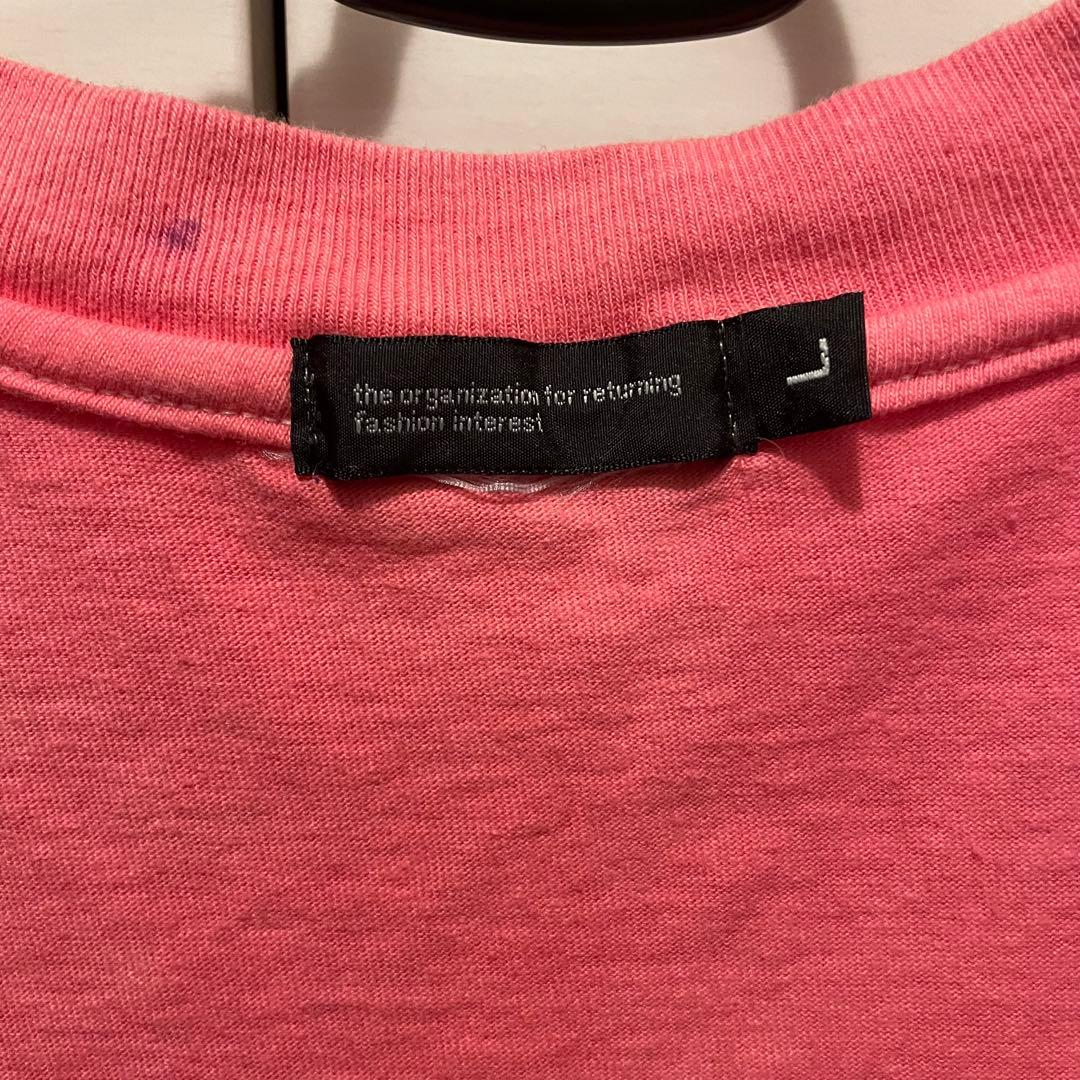 the organization for returning
fashion interest
L